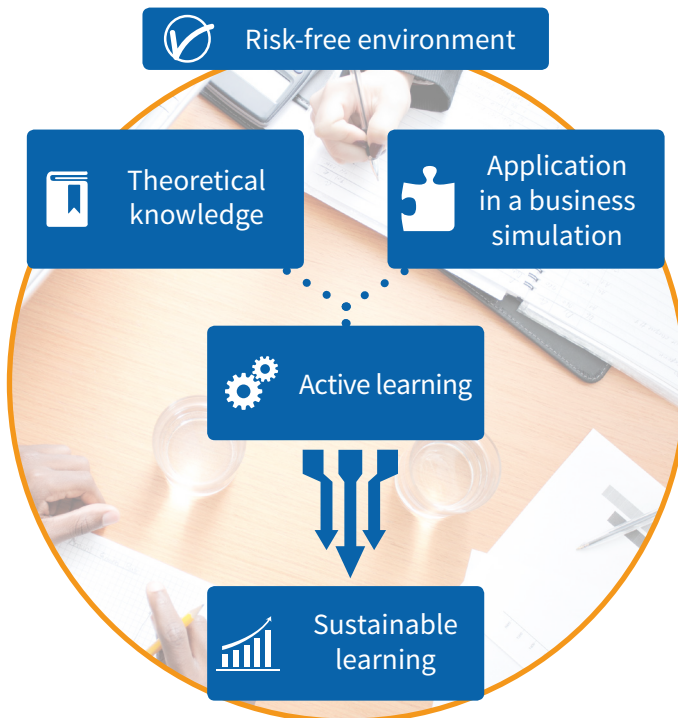 Risk-free environment
Theoretical
knowledge
Application
in a business
simulation
Active learning
Sustainable
learning